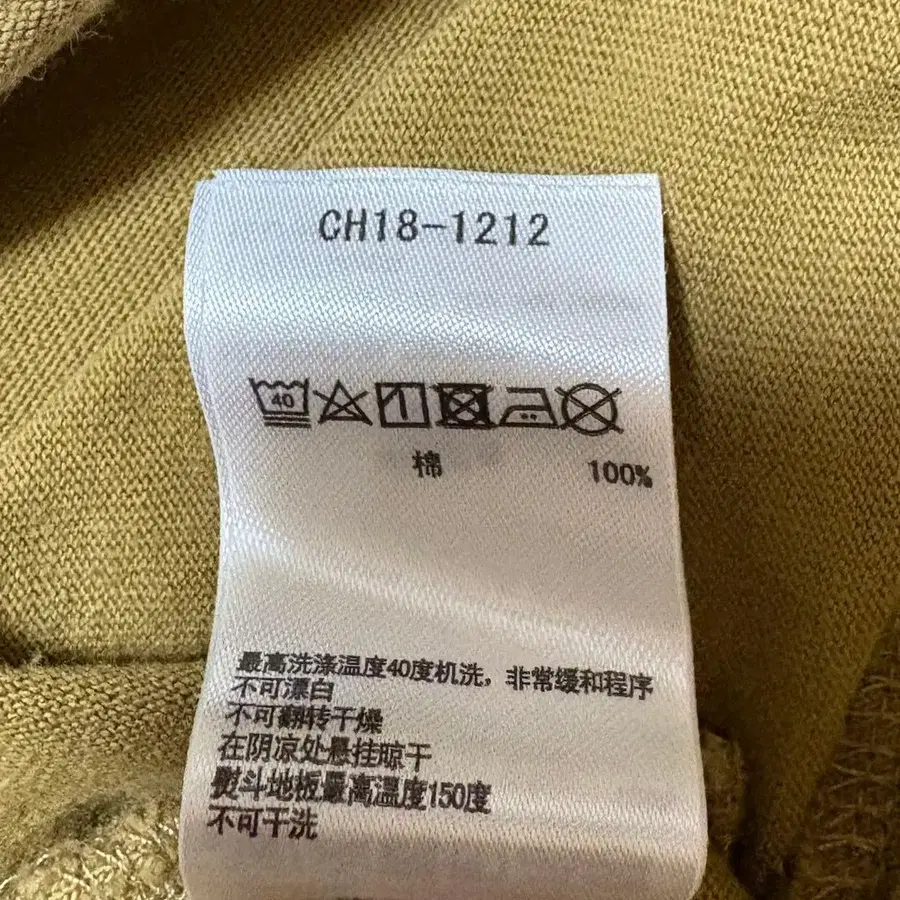 CH18-1212
40
棉 100%
最高洗涤温度40度机洗，非常缓和程序
不可漂白
不可翻转干燥
在阴凉处悬挂晾干
熨斗地板最高温度150度
不可干洗